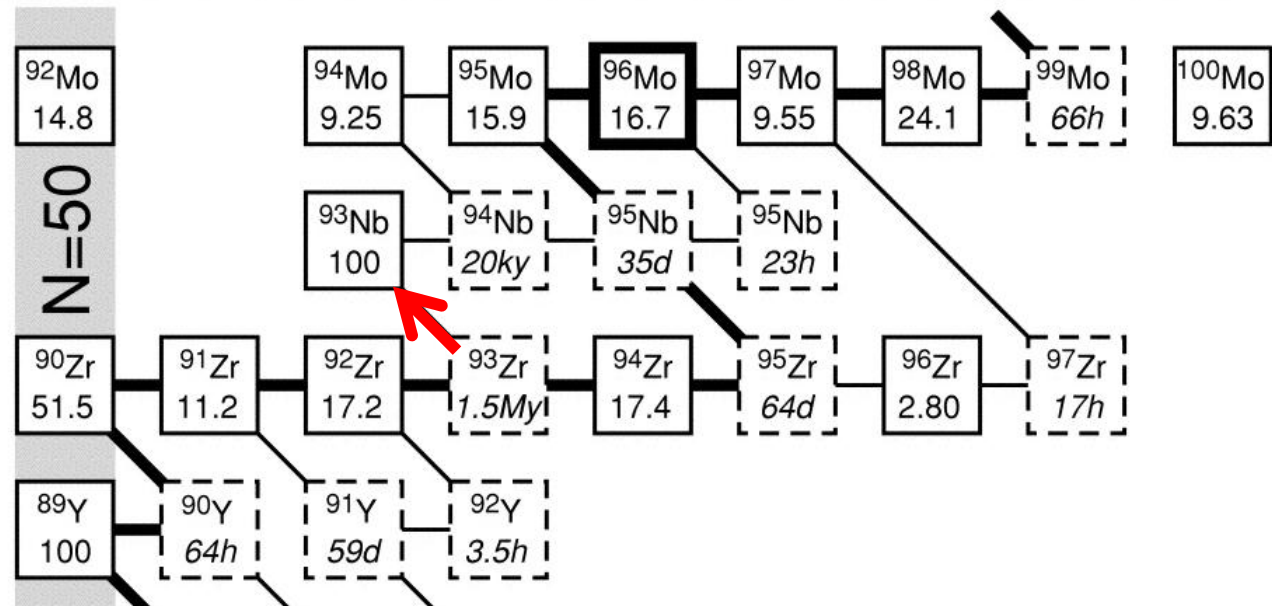 ⁹²Mo
14.8
⁹⁴Mo
9.25
⁹⁵Mo
15.9
⁹⁶Mo
16.7
⁹⁷Mo
9.55
⁹⁸Mo
24.1
⁹⁹Mo
66h
¹⁰⁰Mo
9.63
N=50
⁹³Nb
100
⁹⁴Nb
20ky
⁹⁵Nb
35d
⁹⁵Nb
23h
⁹⁰Zr
51.5
⁹¹Zr
11.2
⁹²Zr
17.2
⁹³Zr
1.5My
⁹⁴Zr
17.4
⁹⁵Zr
64d
⁹⁶Zr
2.80
⁹⁷Zr
17h
⁸⁹Y
100
⁹⁰Y
64h
⁹¹Y
59d
⁹²Y
3.5h